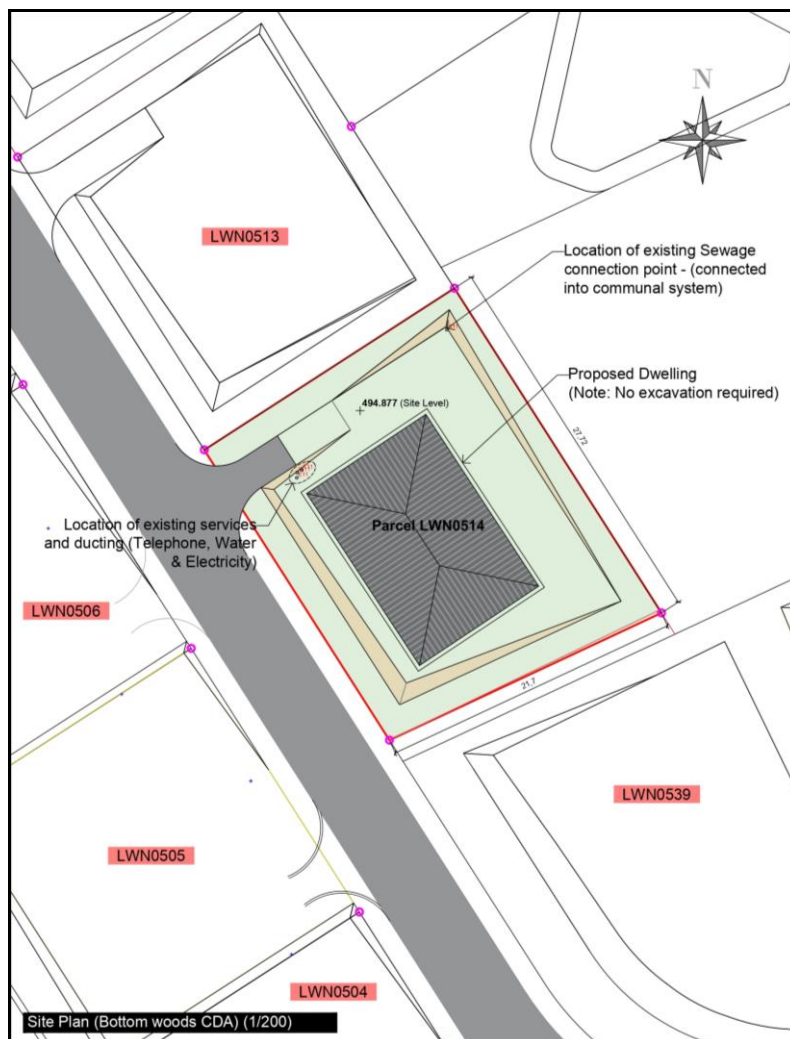 N
LWN0513
Location of existing Sewage
connection point - (connected
into communal system)
Proposed Dwelling
(Note: No excavation required)
494.877 (Site Level)
27.72
Parcel LWN0514
Location of existing services
and ducting (Telephone, Water
& Electricity)
LWN0506
21.7
LWN0539
LWN0505
LWN0504
Site Plan (Bottom woods CDA) (1/200)